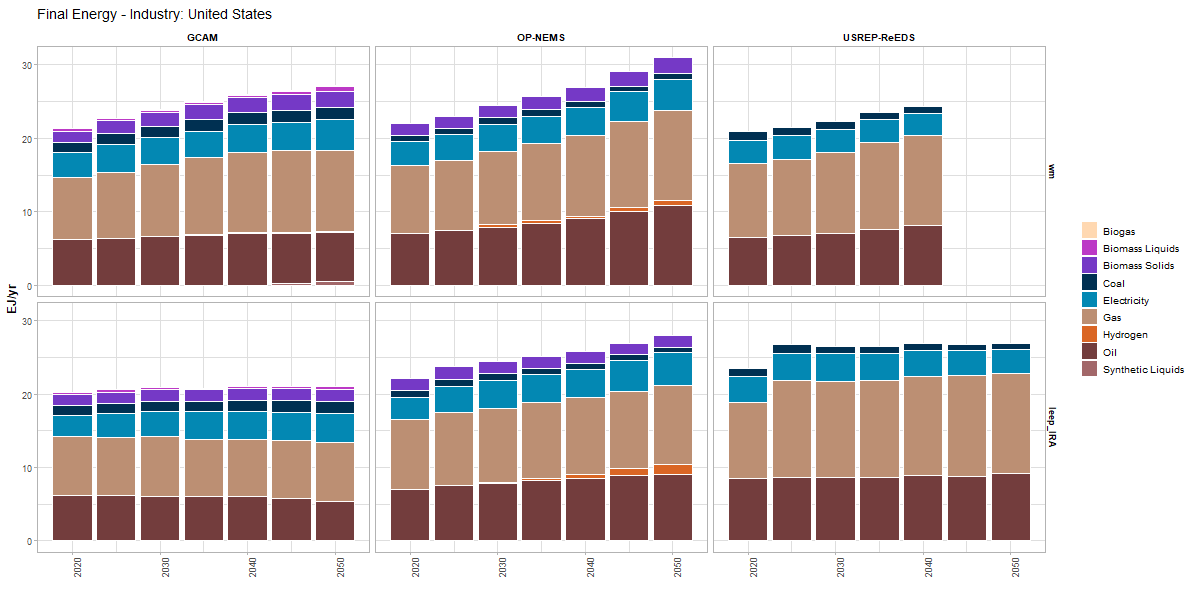 Final Energy - Industry: United States
GCAM
OP-NEMS
USREP-ReEDS
30
20
10
0
wm
30
20
10
0
leep_IRA
EJ/yr
2020
2030
2040
2050
2020
2030
2040
2050
2020
2030
2040
2050
Biogas
Biomass Liquids
Biomass Solids
Coal
Electricity
Gas
Hydrogen
Oil
Synthetic Liquids